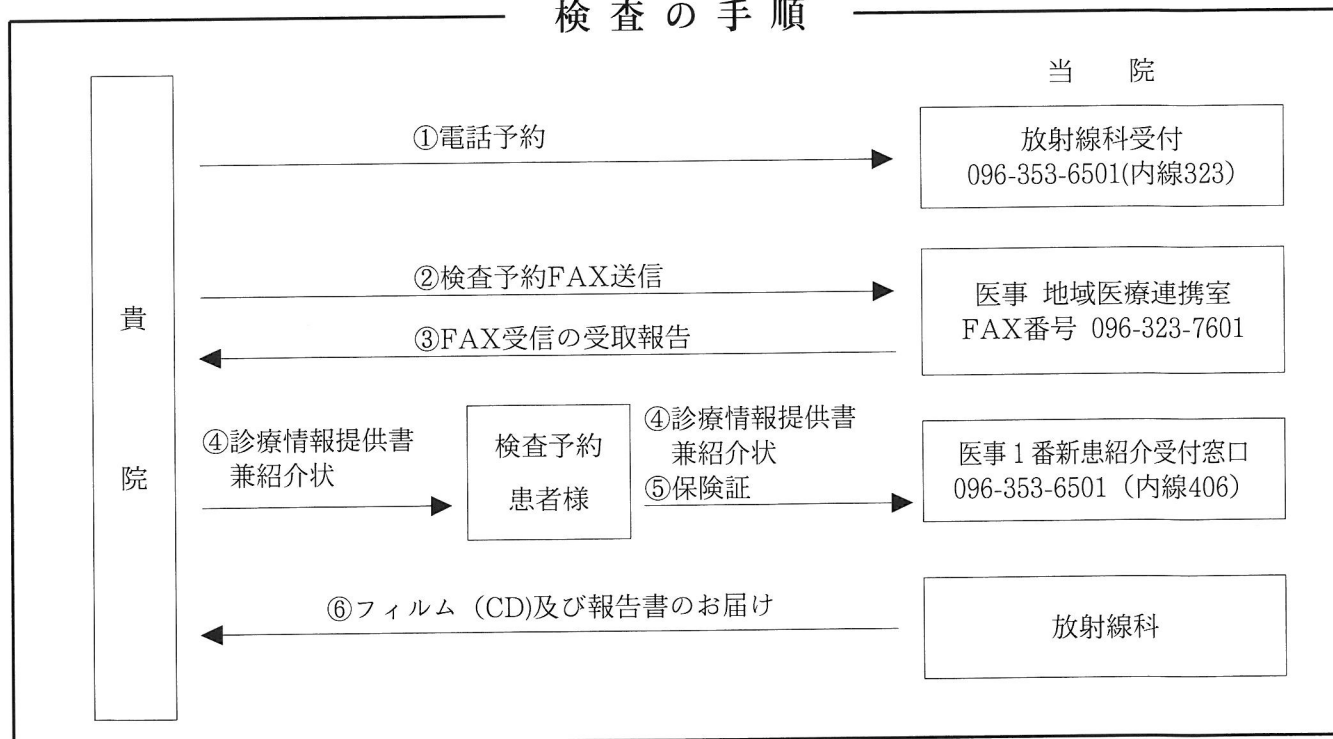 検査の手順
当　院
①電話予約
放射線科受付
096-353-6501(内線323)
②検査予約FAX送信
③FAX受信の受取報告
医事 地域医療連携室
FAX番号 096-323-7601
貴院
④診療情報提供書
兼紹介状
検査予約
患者様
④診療情報提供書
兼紹介状
⑤保険証
医事1番新患紹介受付窓口
096-353-6501（内線406）
⑥フィルム（CD)及び報告書のお届け
放射線科